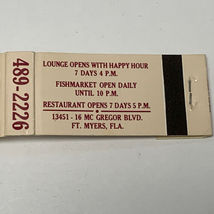 489-2226
LOUNGE OPENS WITH HAPPY HOUR
7 DAYS 4 P.M.
FISHMARKET OPEN DAILY
UNTIL 10 P.M.
RESTAURANT OPENS 7 DAYS 5 P.M.
13451 - 16 MC GREGOR BLVD.
FT. MYERS, FLA.